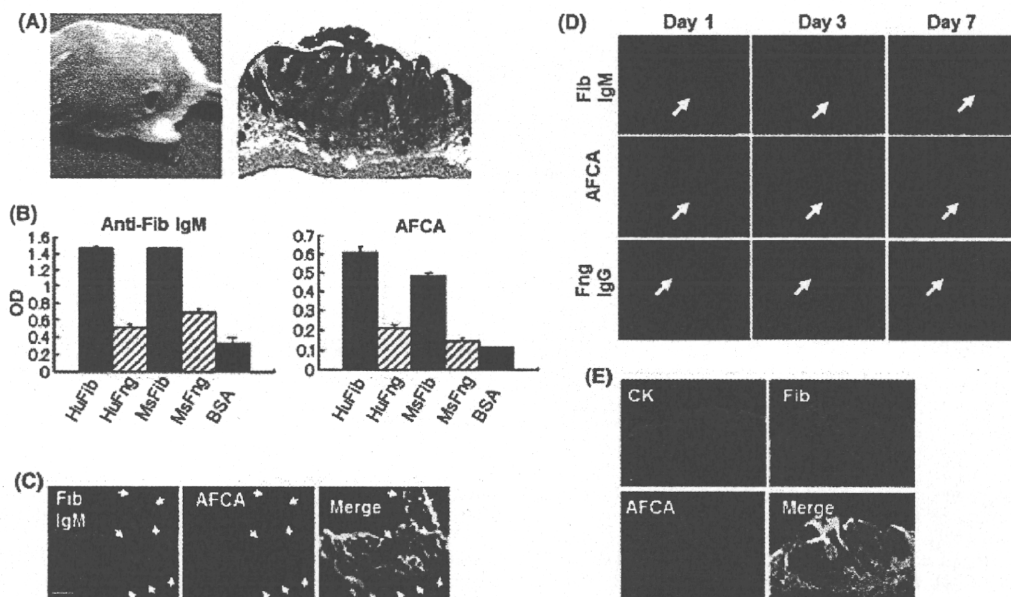 (A)
(B)
Anti-Fib IgM
OD
1.6
1.4
1.2
1.0
0.8
0.6
0.4
0.2
0
HuFib
HuFng
MsFib
MsFng
BSA
AFCA
0.6
0.5
0.4
0.3
0.2
0.1
0
HuFib
HuFng
MsFib
MsFng
BSA
(C)
Fib
IgM
AFCA
Merge
(D)
Day 1
Day 3
Day 7
Fib
IgM
AFCA
Fng
IgG
(E)
CK
Fib
AFCA
Merge